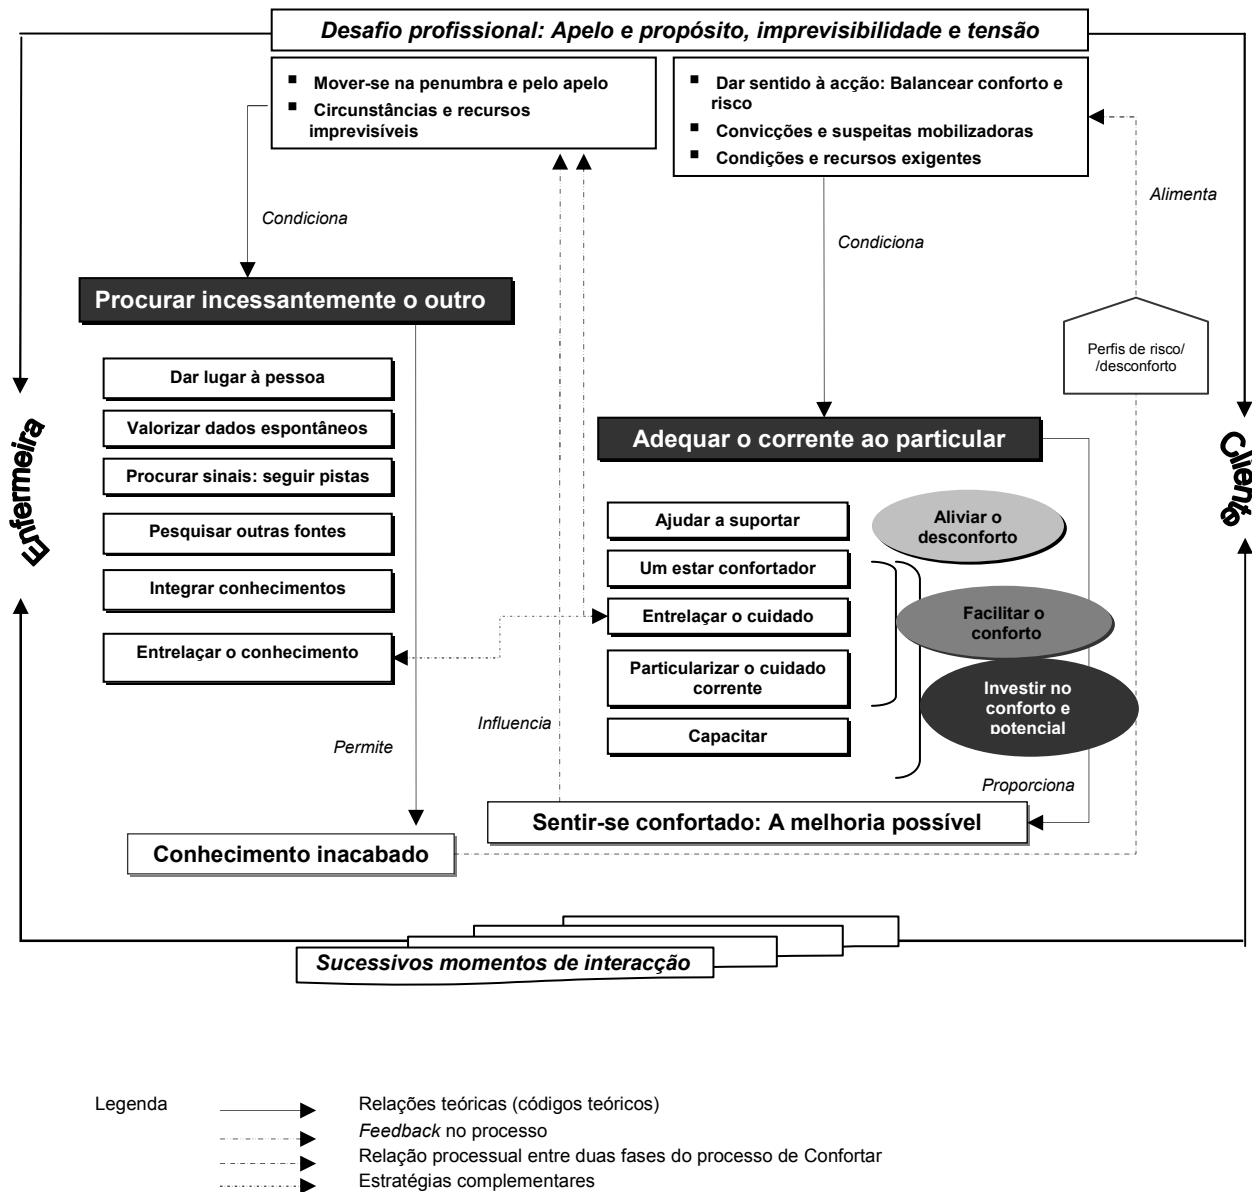 Desafio profissional: Apelo e propósito, imprevisibilidade e tensão
▪ Mover-se na penumbra e pelo apelo
▪ Circunstâncias e recursos
imprevisíveis
▪ Dar sentido à acção: Balancear conforto e
risco
▪ Convicções e suspeitas mobilizadoras
▪ Condições e recursos exigentes
Condiciona
Condiciona
Alimenta
Procurar incessantemente o outro
Perfis de risco/
/desconforto
Dar lugar à pessoa
Valorizar dados espontâneos
Procurar sinais: seguir pistas
Pesquisar outras fontes
Integrar conhecimentos
Entrelaçar o conhecimento
Enfermeira
Cliente
Adequar o corrente ao particular
Ajudar a suportar
Um estar confortador
Entrelaçar o cuidado
Particularizar o cuidado
corrente
Capacitar
Aliviar o
desconforto
Facilitar o
conforto
Investir no
conforto e
potencial
Influencia
Permite
Proporciona
Sentir-se confortado: A melhoria possível
Conhecimento inacabado
Sucessivos momentos de interacção
Legenda
Relações teóricas (códigos teóricos)
Feedback no processo
Relação processual entre duas fases do processo de Confortar
Estratégias complementares